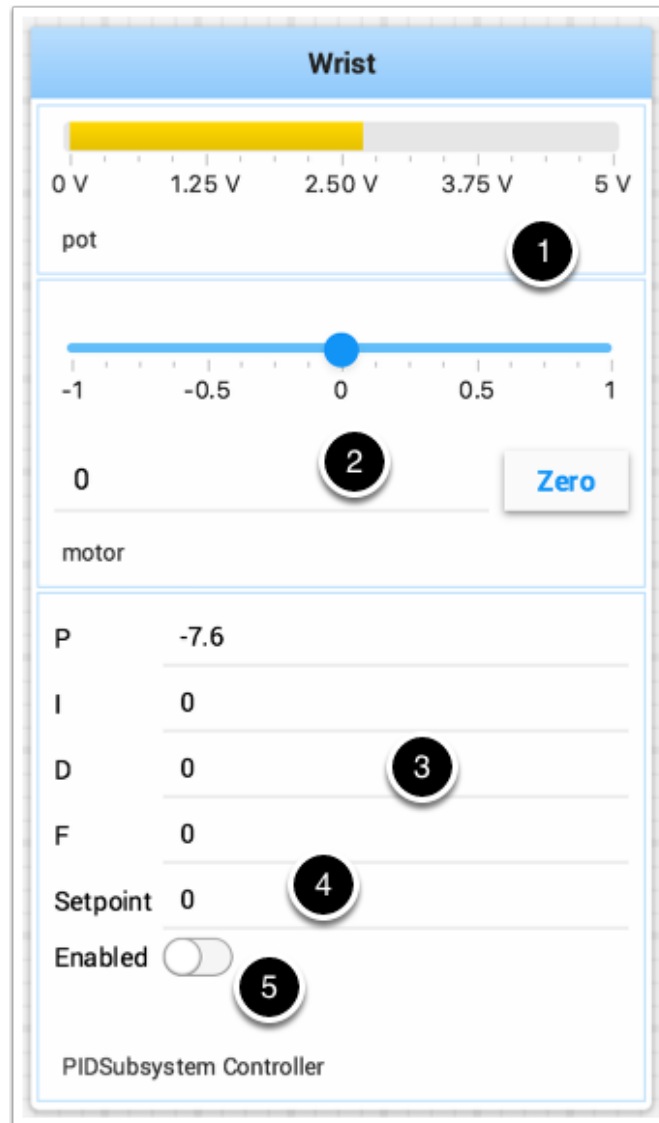 Wrist
0 V 1.25 V 2.50 V 3.75 V 5 V
pot
1
-1 -0.5 0 0.5 1
2
0 Zero
motor
P -7.6
I 0
D 0
3
F 0
4
Setpoint 0
Enabled
5
PIDSubsystem Controller